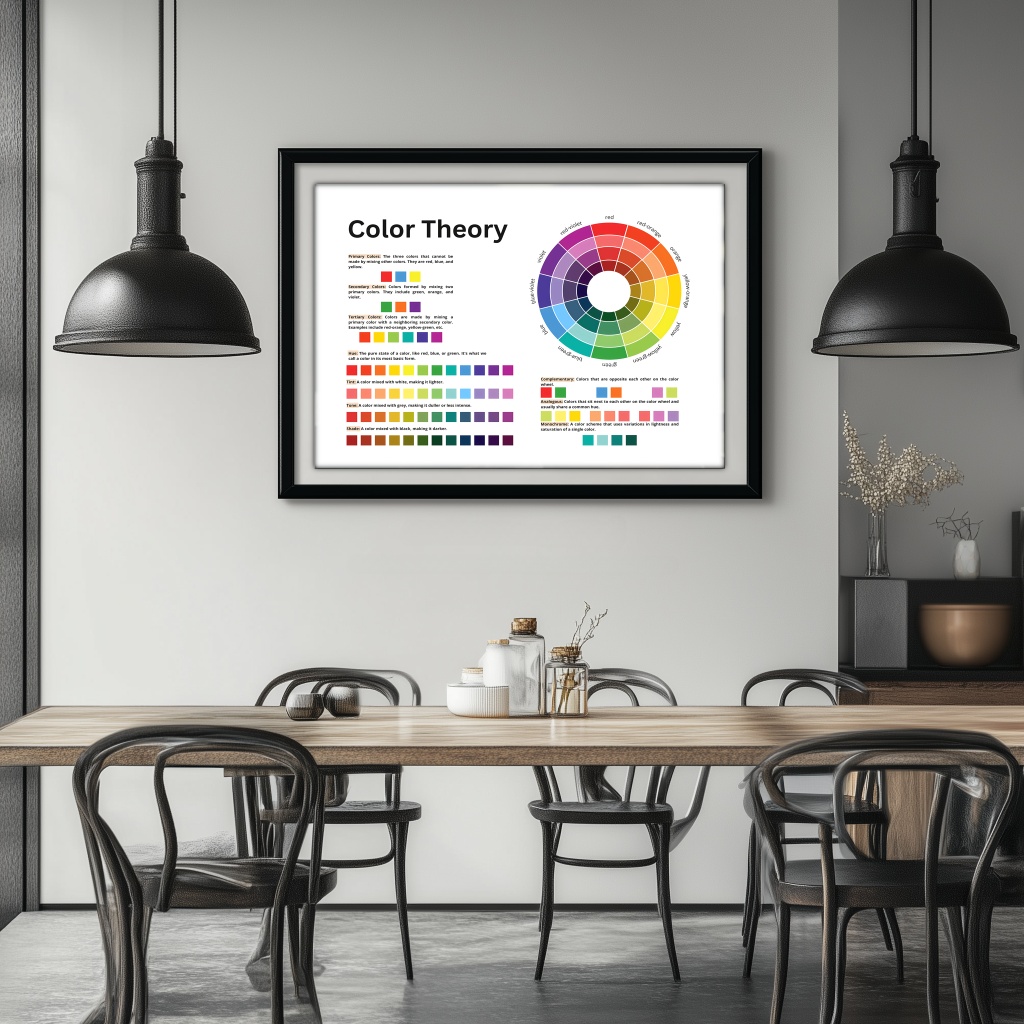 Color Theory
Primary Colors: The three colors that cannot be
made by mixing other colors. They are red, blue, and
yellow.
Secondary Colors: Colors formed by mixing two
primary colors. They include green, orange, and
violet.
Tertiary Colors: Colors are made by mixing a
primary color with a neighboring secondary color.
Examples include red-orange, yellow-green, etc.
Hue: The pure state of a color, like red, blue, or green. It's what we
call a color in its most basic form.
Tint: A color mixed with white, making it lighter.
Tone: A color mixed with grey, making it duller or less intense.
Shade: A color mixed with black, making it darker.
red
red-orange
orange
yellow-orange
yellow
yellow-green
green
blue-green
blue
blue-violet
violet
red-violet
Complementary: Colors that are opposite each other on the color
wheel.
Analogous: Colors that sit next to each other on the color wheel and
usually share a common hue.
Monochrome: A color scheme that uses variations in lightness and
saturation of a single color.